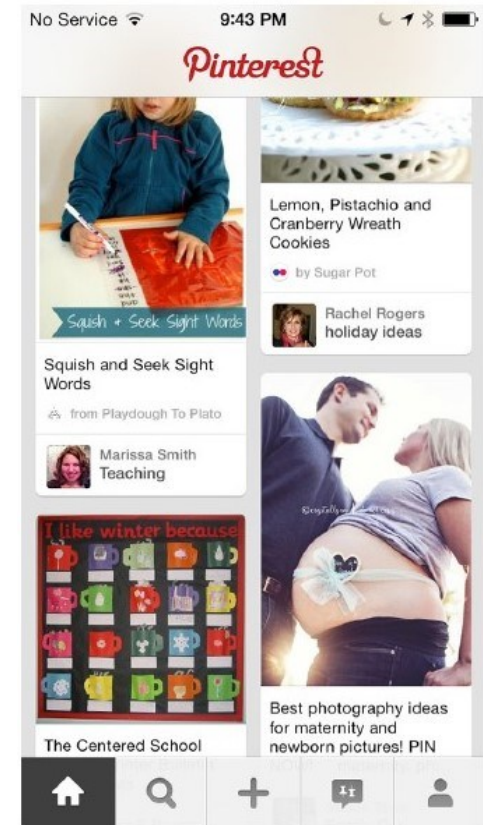 No Service 9:43 PM
Pinterest
Squish + Seek Sight Words
Squish and Seek Sight
Words
from Playdough To Plato
Marissa Smith
Teaching
I like winter because
The Centered School
Lemon, Pistachio and
Cranberry Wreath
Cookies
by Sugar Pot
Rachel Rogers
holiday ideas
Best photography ideas
for maternity and
newborn pictures! PIN